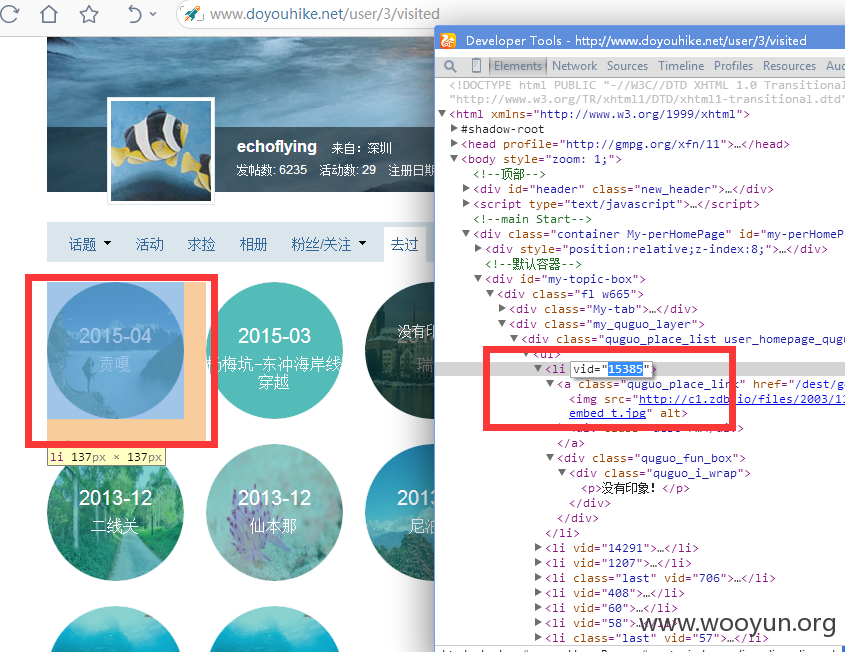 www.doyouhike.net/user/3/visited
echoflying 来自：深圳
发帖数: 6235 活动数: 29 注册日期
话题 活动 求捡 相册 粉丝/关注 去过
2015-04
贡嘎
2015-03
杨梅坑-东冲海岸线
穿越
没有印
瑞
li 137px × 137px
2013-12
二线关
2013-12
仙本那
2013
尼泊
Developer Tools - http://www.doyouhike.net/user/3/visited
Elements Network Sources Timeline Profiles Resources Aud
<!DOCTYPE html PUBLIC "-//W3C//DTD XHTML 1.0 Transitional
"http://www.w3.org/TR/xhtml1/DTD/xhtml1-transitional.dtd"
▼<html xmlns="http://www.w3.org/1999/xhtml">
▶#shadow-root
▶<head profile="http://gmpg.org/xfn/11">…</head>
▼<body style="zoom: 1;">
<!--顶部-->
▶<div id="header" class="new_header">…</div>
▶<script type="text/javascript">…</script>
<!--main Start-->
▼<div class="container My-perHomePage" id="my-perHomeP
▶<div style="position:relative;z-index:8;">…</div>
<!--默认容器-->
▼<div id="my-topic-box">
▼<div class="fl w665">
▶<div class="My-tab">…</div>
▼<div class="my_quguo_layer">
▼<div class="quguo_place_list user_homepage_qugu
▼<ul>
▼<li vid="15385">
▼<a class="quguo_place_link" href="/dest/g
<img src="http://c1.zdb.io/files/2003/11
embed_t.jpg" alt>
</a>
▼<div class="quguo_fun_box">
▼<div class="quguo_i_wrap">
<p>没有印象！</p>
</div>
</div>
</li>
▶<li vid="14291">…</li>
▶<li vid="1207">…</li>
▶<li class="last" vid="706">…</li>
▶<li vid="408">…</li>
▶<li vid="60">…</li>
▶<li vid="58">…</li>
▶<li class="last" vid="57">…</li>
www.wooyun.org